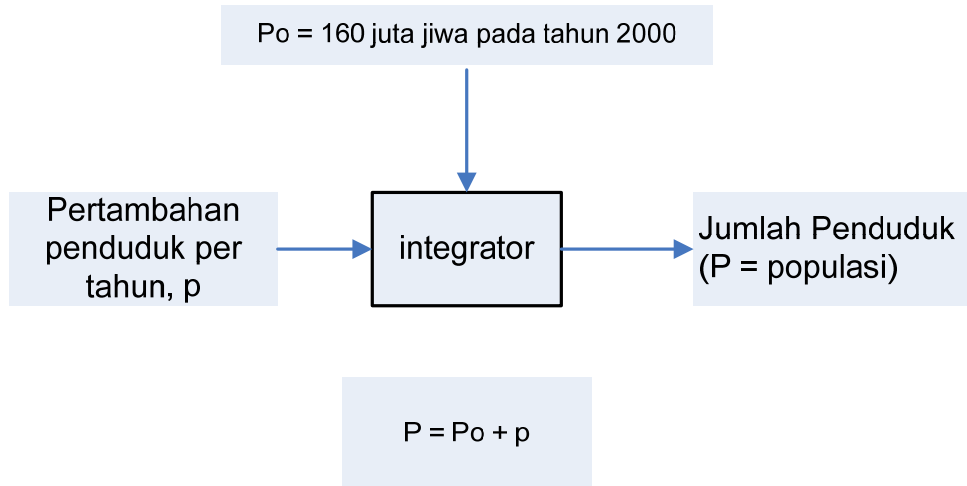 Po = 160 juta jiwa pada tahun 2000
Pertambahan
penduduk per
tahun, p
integrator
Jumlah Penduduk
(P = populasi)
P = Po + p